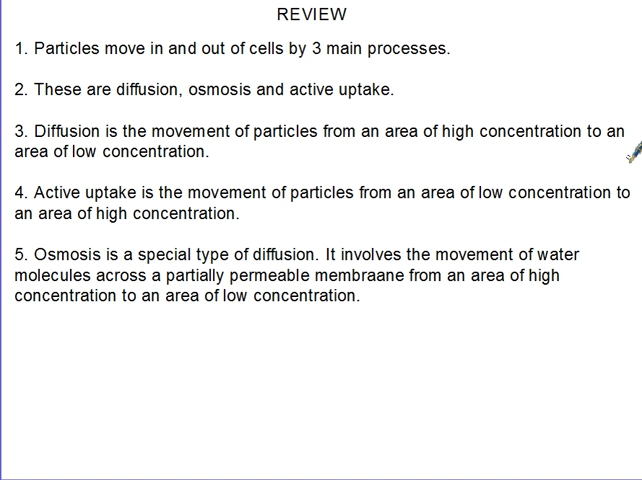 REVIEW
1. Particles move in and out of cells by 3 main processes.
2. These are diffusion, osmosis and active uptake.
3. Diffusion is the movement of particles from an area of high concentration to an
area of low concentration.
4. Active uptake is the movement of particles from an area of low concentration to
an area of high concentration.
5. Osmosis is a special type of diffusion. It involves the movement of water
molecules across a partially permeable membraane from an area of high
concentration to an area of low concentration.